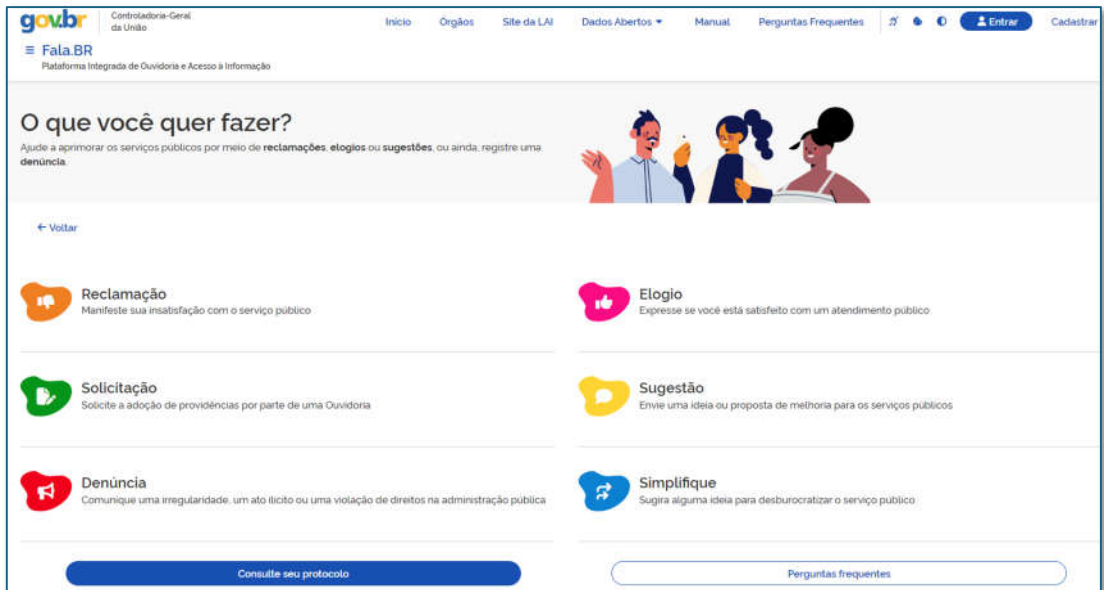 gov.br
Controladoria-Geral
da União
Início Órgãos Site da LAI Dados Abertos Manual Perguntas Frequentes Entrar Cadastrar
Fala.BR
Plataforma Integrada de Ouvidoria e Acesso à Informação
O que você quer fazer?
Ajude a aprimorar os serviços públicos por meio de reclamações, elogios ou sugestões, ou ainda, registre uma
denúncia.
Voltar
Reclamação
Manifeste sua insatisfação com o serviço público
Elogio
Expresse se você está satisfeito com um atendimento público
Solicitação
Solicite a adoção de providências por parte de uma Ouvidoria
Sugestão
Envie uma ideia ou proposta de melhoria para os serviços públicos
Denúncia
Comunique uma irregularidade, um ato ilícito ou uma violação de direitos na administração pública
Simplifique
Sugira alguma ideia para desburocratizar o serviço público
Consulte seu protocolo
Perguntas frequentes